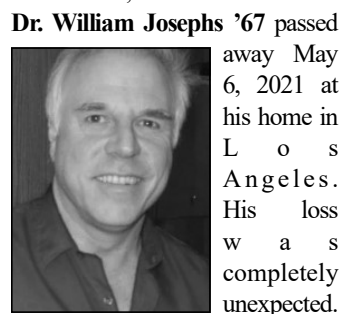 Dr. William Josephs ’67 passed
away May
6, 2021 at
his home in
L o s
Angeles.
His loss
w a s
completely
unexpected.